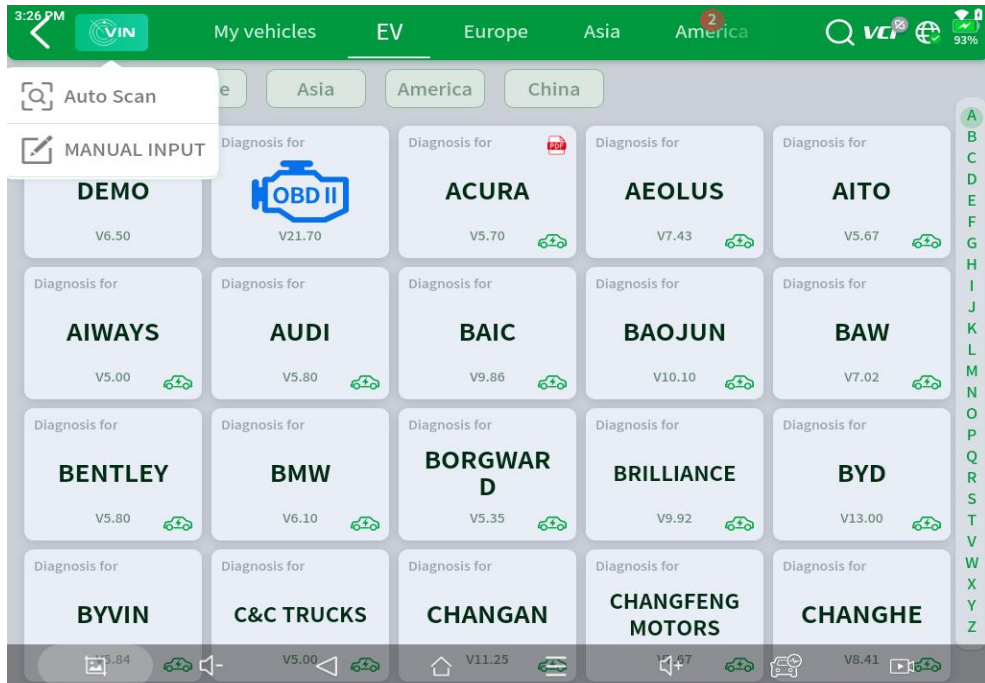 3:26 PM
VIN
My vehicles
EV
Europe
Asia
America
2
VCI
93%
Auto Scan
MANUAL INPUT
e
Asia
America
China
DEMO
V6.50
Diagnosis for
OBD II
V21.70
Diagnosis for
PDF
ACURA
V5.70
Diagnosis for
AEOLUS
V7.43
Diagnosis for
AITO
V5.67
Diagnosis for
AIWAYS
V5.00
Diagnosis for
AUDI
V5.80
Diagnosis for
BAIC
V9.86
Diagnosis for
BAOJUN
V10.10
Diagnosis for
BAW
V7.02
Diagnosis for
BENTLEY
V5.80
Diagnosis for
BMW
V6.10
Diagnosis for
BORGWAR
D
V5.35
Diagnosis for
BRILLIANCE
V9.92
Diagnosis for
BYD
V13.00
Diagnosis for
BYVIN
5.84
Diagnosis for
C&C TRUCKS
V5.00
Diagnosis for
CHANGAN
V11.25
Diagnosis for
CHANGFENG
MOTORS
67
Diagnosis for
CHANGHE
V8.41
A
B
C
D
E
F
G
H
I
J
K
L
M
N
O
P
Q
R
S
T
V
W
X
Y
Z